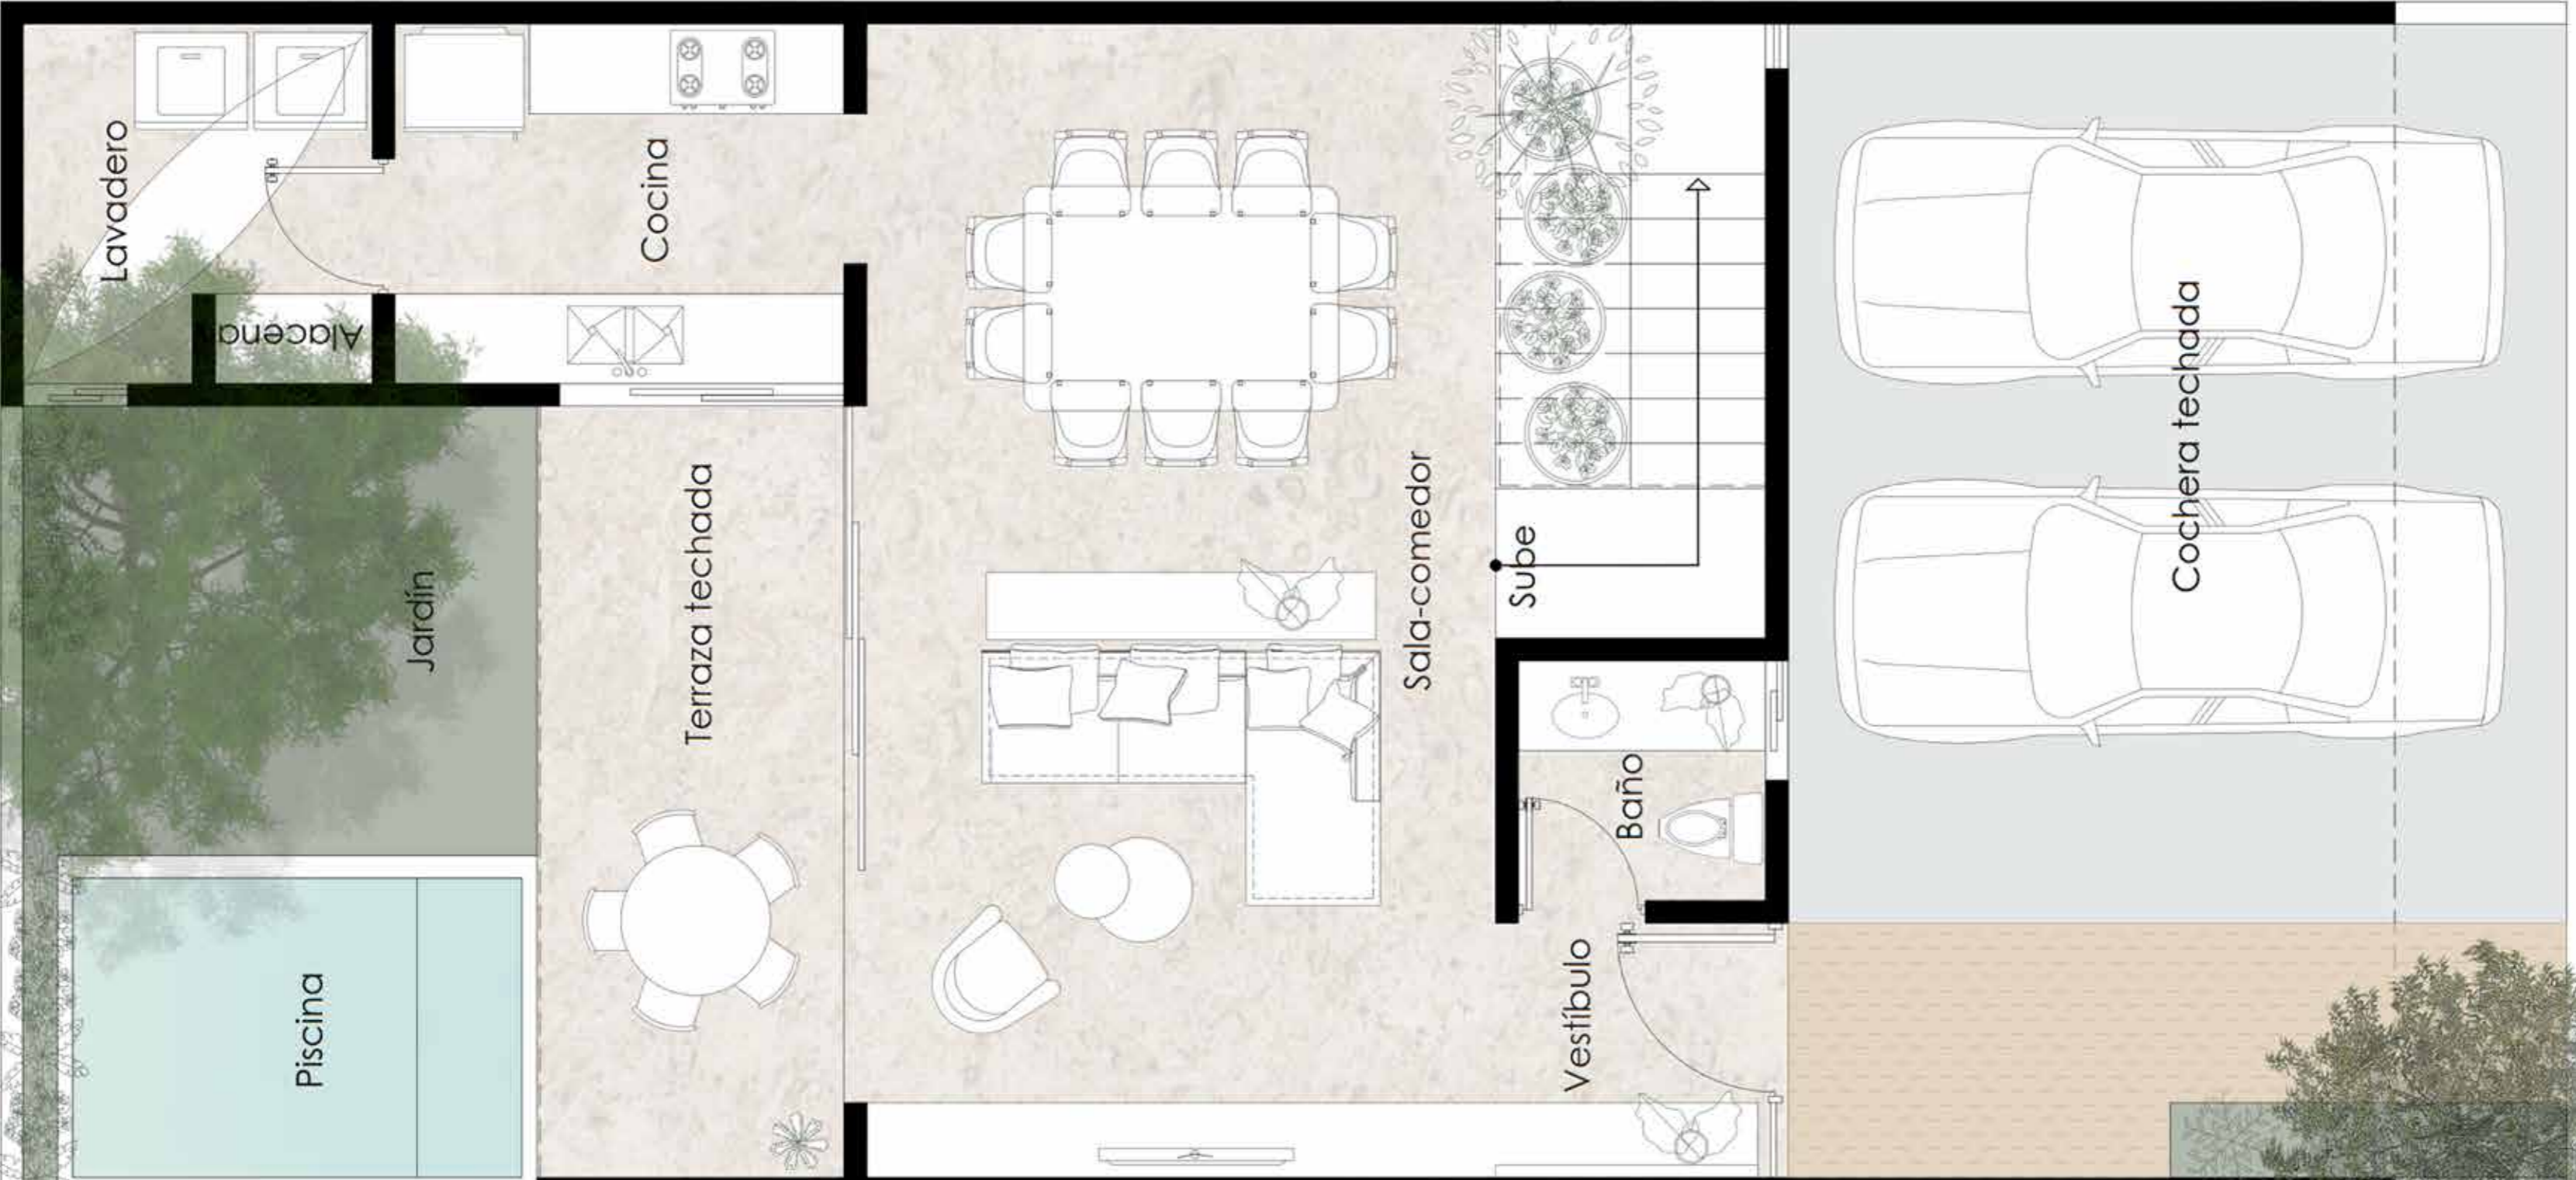 Lavadero
Alacena
Cocina
Jardín
Terraza techada
Piscina
Sala-comedor
Sube
Baño
Vestíbulo
Cochera techada